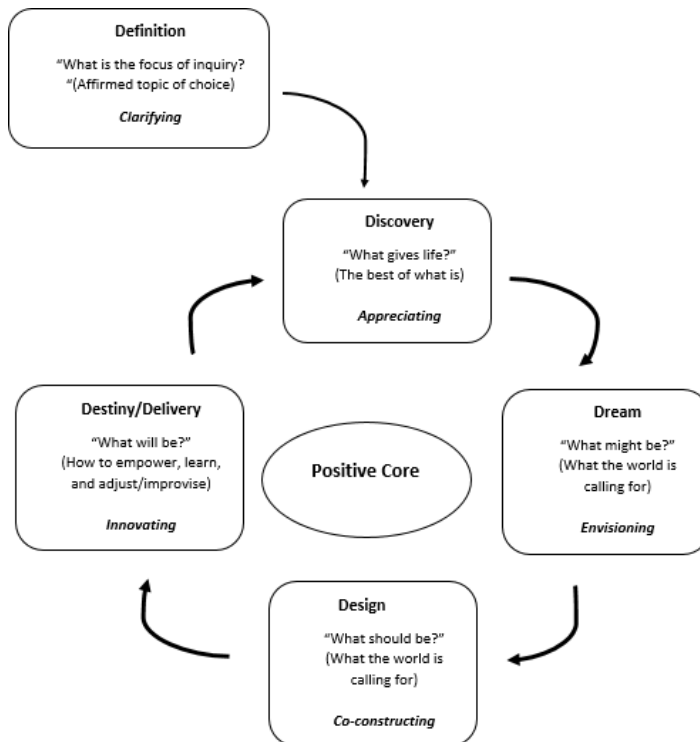 Definition
“What is the focus of inquiry?
“(Affirmed topic of choice)
Clarifying
Discovery
“What gives life?”
(The best of what is)
Appreciating
Destiny/Delivery
“What will be?”
(How to empower, learn,
and adjust/improvise)
Innovating
Positive Core
Dream
“What might be?”
(What the world is
calling for)
Envisioning
Design
“What should be?”
(What the world is
calling for)
Co-constructing